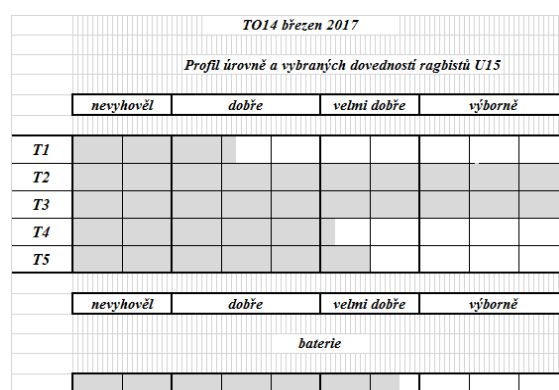 TO14 březen 2017
Profil úrovně a vybraných dovedností ragbistů U15
nevyhověl dobře velmi dobře výborně
T1
T2
T3
T4
T5
nevyhověl dobře velmi dobře výborně
baterie